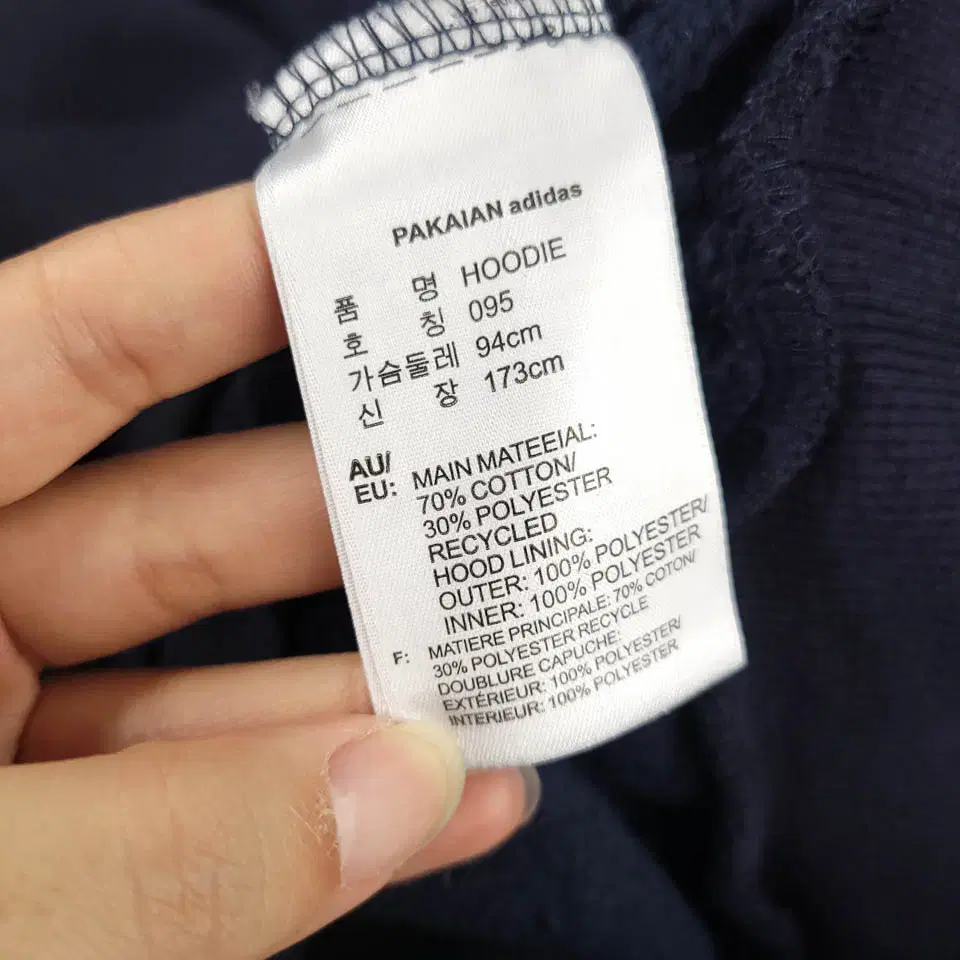 PAKAIAN adidas
품 명 HOODIE
호 칭 095
가슴둘레 94cm
신 장 173cm
AU/
EU: MAIN MATEEIAL:
70% COTTON/
30% POLYESTER
RECYCLED
HOOD LINING:
OUTER: 100% POLYESTER/
INNER: 100% POLYESTER
F: MATIERE PRINCIPALE: 70% COTON/
30% POLYESTER RECYCLE
DOUBLURE CAPUCHE:
EXTÉRIEUR: 100% POLYESTER/
INTERIEUR: 100% POLYESTER